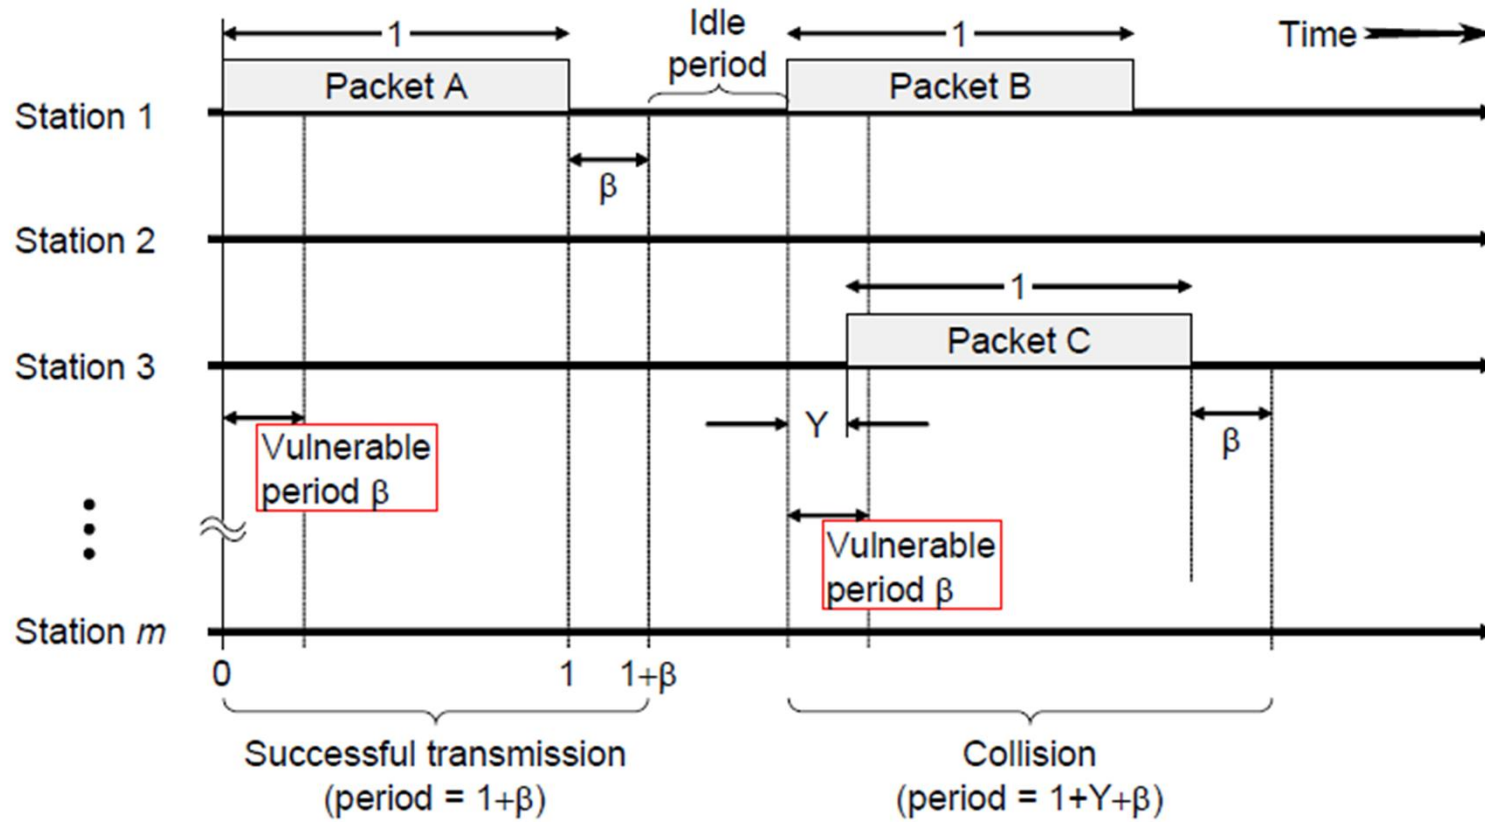 1
Idle
period
1
Time
Packet A
Packet B
Station 1
β
Station 2
1
Packet C
Station 3
Vulnerable
period β
Y
β
Vulnerable
period β
Station m
0
1
1+β
Successful transmission
(period = 1+β)
Collision
(period = 1+Y+β)